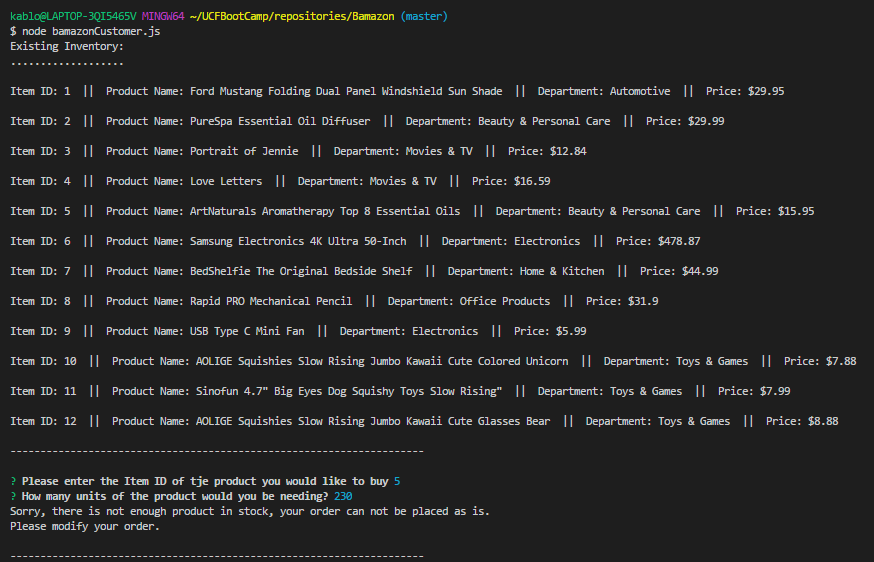 kablo@LAPTOP-3QI5465V MINGW64 ~/UCFBootCamp/repositories/Bamazon (master)
$ node bamazonCustomer.js
Existing Inventory:
...................
Item ID: 1  ||  Product Name: Ford Mustang Folding Dual Panel Windshield Sun Shade  ||  Department: Automotive  ||  Price: $29.95
Item ID: 2  ||  Product Name: PureSpa Essential Oil Diffuser  ||  Department: Beauty & Personal Care  ||  Price: $29.99
Item ID: 3  ||  Product Name: Portrait of Jennie  ||  Department: Movies & TV  ||  Price: $12.84
Item ID: 4  ||  Product Name: Love Letters  ||  Department: Movies & TV  ||  Price: $16.59
Item ID: 5  ||  Product Name: ArtNaturals Aromatherapy Top 8 Essential Oils  ||  Department: Beauty & Personal Care  ||  Price: $15.95
Item ID: 6  ||  Product Name: Samsung Electronics 4K Ultra 50-Inch  ||  Department: Electronics  ||  Price: $478.87
Item ID: 7  ||  Product Name: BedShelfie The Original Bedside Shelf  ||  Department: Home & Kitchen  ||  Price: $44.99
Item ID: 8  ||  Product Name: Rapid PRO Mechanical Pencil  ||  Department: Office Products  ||  Price: $31.9
Item ID: 9  ||  Product Name: USB Type C Mini Fan  ||  Department: Electronics  ||  Price: $5.99
Item ID: 10  ||  Product Name: AOLIGE Squishies Slow Rising Jumbo Kawaii Cute Colored Unicorn  ||  Department: Toys & Games  ||  Price: $7.88
Item ID: 11  ||  Product Name: Sinofun 4.7" Big Eyes Dog Squishy Toys Slow Rising"  ||  Department: Toys & Games  ||  Price: $7.99
Item ID: 12  ||  Product Name: AOLIGE Squishies Slow Rising Jumbo Kawaii Cute Glasses Bear  ||  Department: Toys & Games  ||  Price: $8.88
---------------------------------------------------------------------
? Please enter the Item ID of tje product you would like to buy 5
? How many units of the product would you be needing? 230
Sorry, there is not enough product in stock, your order can not be placed as is.
Please modify your order.
---------------------------------------------------------------------